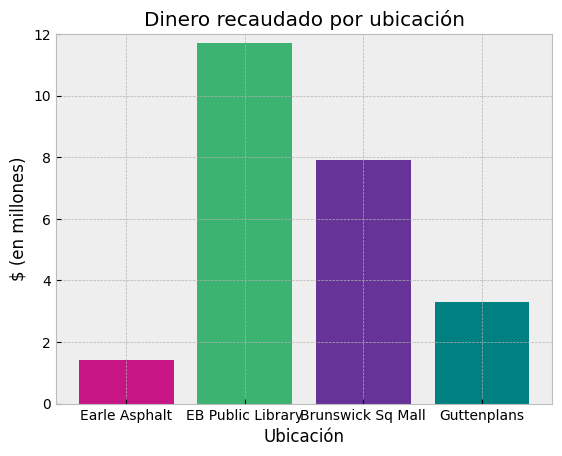 Dinero recaudado por ubicación
12
10
8
6
4
2
0
$ (en millones)
Earle Asphalt EB Public Library Brunswick Sq Mall Guttenplans
Ubicación